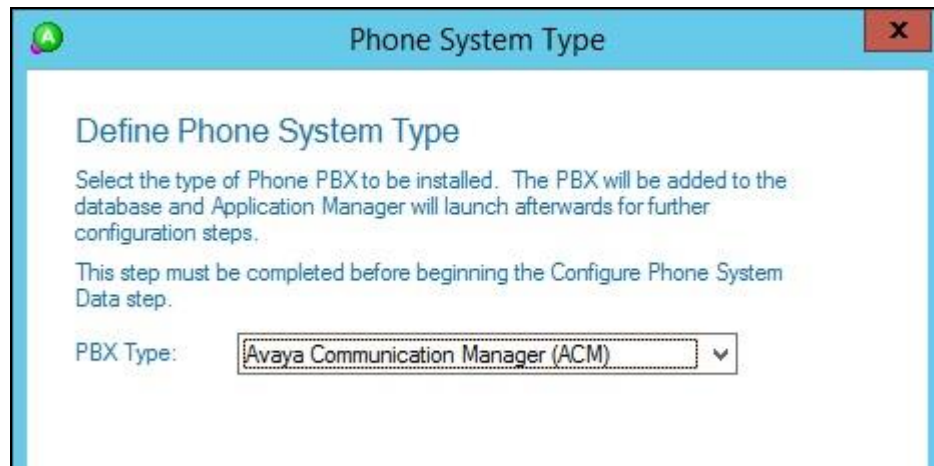 Phone System Type
x
Define Phone System Type
Select the type of Phone PBX to be installed. The PBX will be added to the
database and Application Manager will launch afterwards for further
configuration steps.
This step must be completed before beginning the Configure Phone System
Data step.
PBX Type: Avaya Communication Manager (ACM)